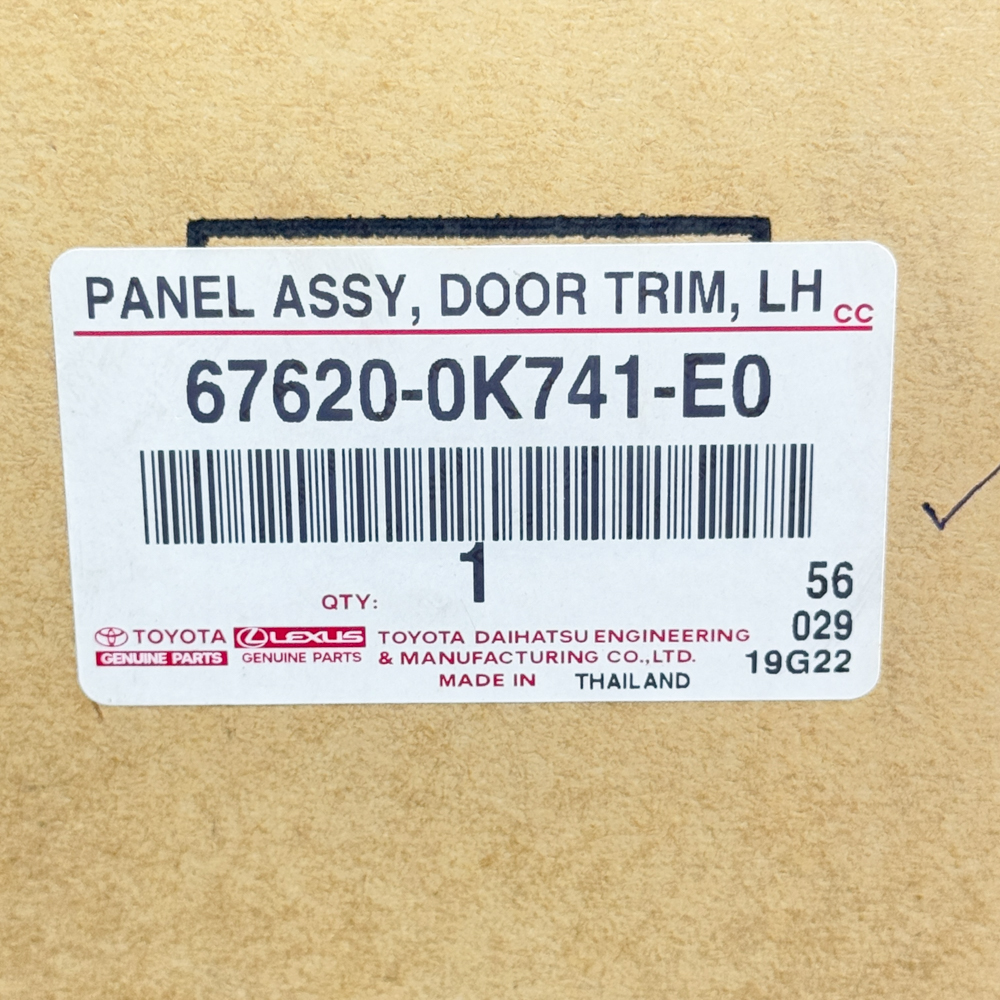 PANEL ASSY, DOOR TRIM, LH CC
67620-0K741-E0
QTY: 1
56
029
19G22
TOYOTA
GENUINE PARTS
LEXUS
GENUINE PARTS
TOYOTA DAIHATSU ENGINEERING
& MANUFACTURING CO., LTD.
MADE IN THAILAND